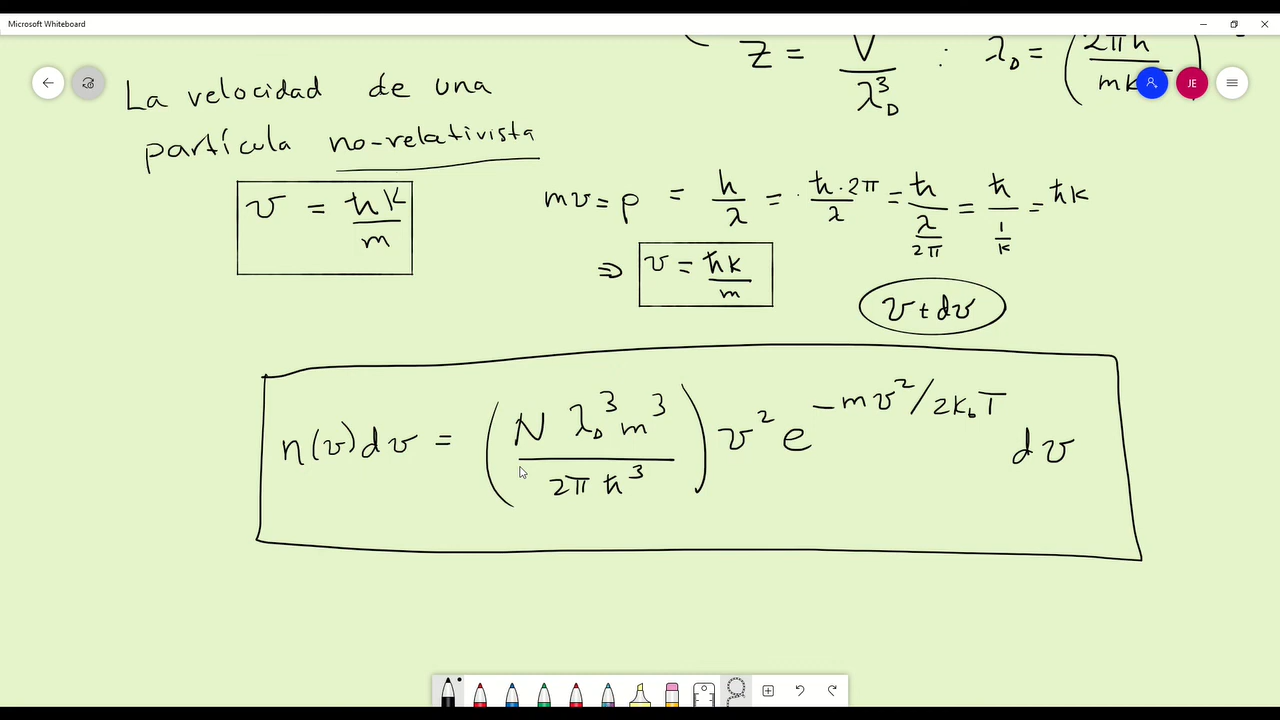 Microsoft Whiteboard
Z = V / λ_D^3 : λ_D = (2πħ / mk
JE
La velocidad de una
partícula no-relativista
v = ħK / m
mv = p = h / λ = ħ·2π / λ = ħ / (λ / 2π) = ħ / (1 / k) = ħk
⇒ v = ħk / m
v + dv
n(v)dv = (N λ_D^3 m^3 / 2π ħ^3) v^2 e^(-mv^2/2k_bT) dv